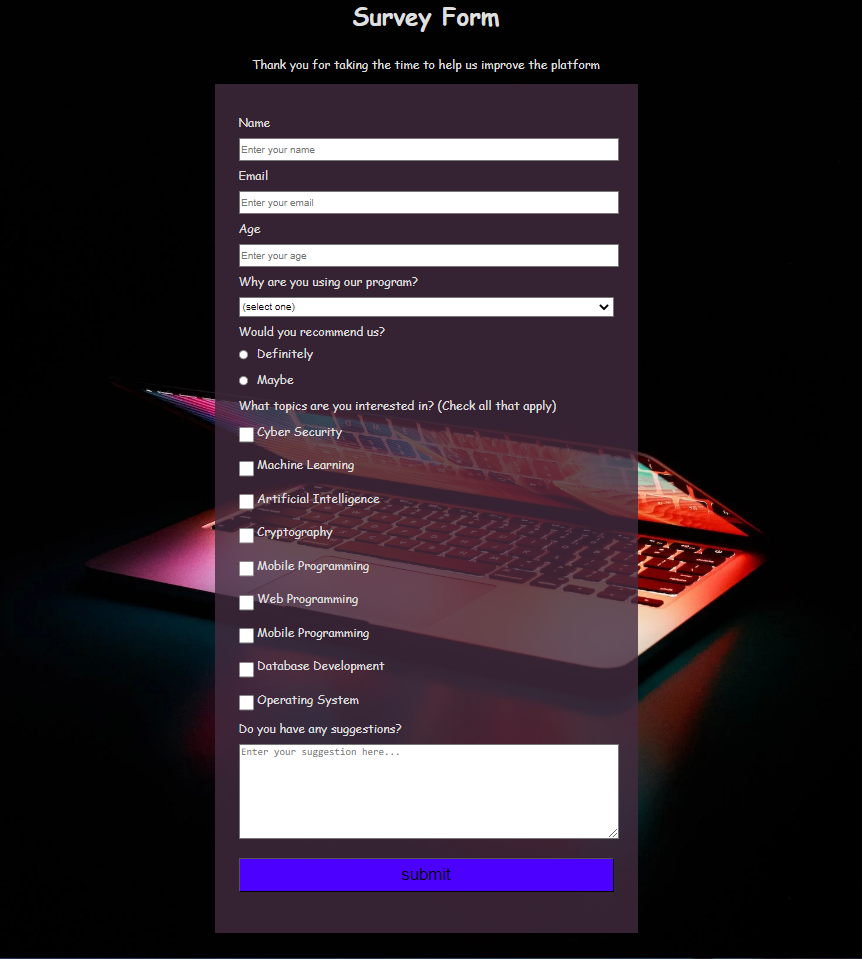 Survey Form
Thank you for taking the time to help us improve the platform
Name
Enter your name
Email
Enter your email
Age
Enter your age
Why are you using our program?
(select one)
Would you recommend us?
Definitely
Maybe
What topics are you interested in? (Check all that apply)
Cyber Security
Machine Learning
Artificial Intelligence
Cryptography
Mobile Programming
Web Programming
Mobile Programming
Database Development
Operating System
Do you have any suggestions?
Enter your suggestion here...
submit